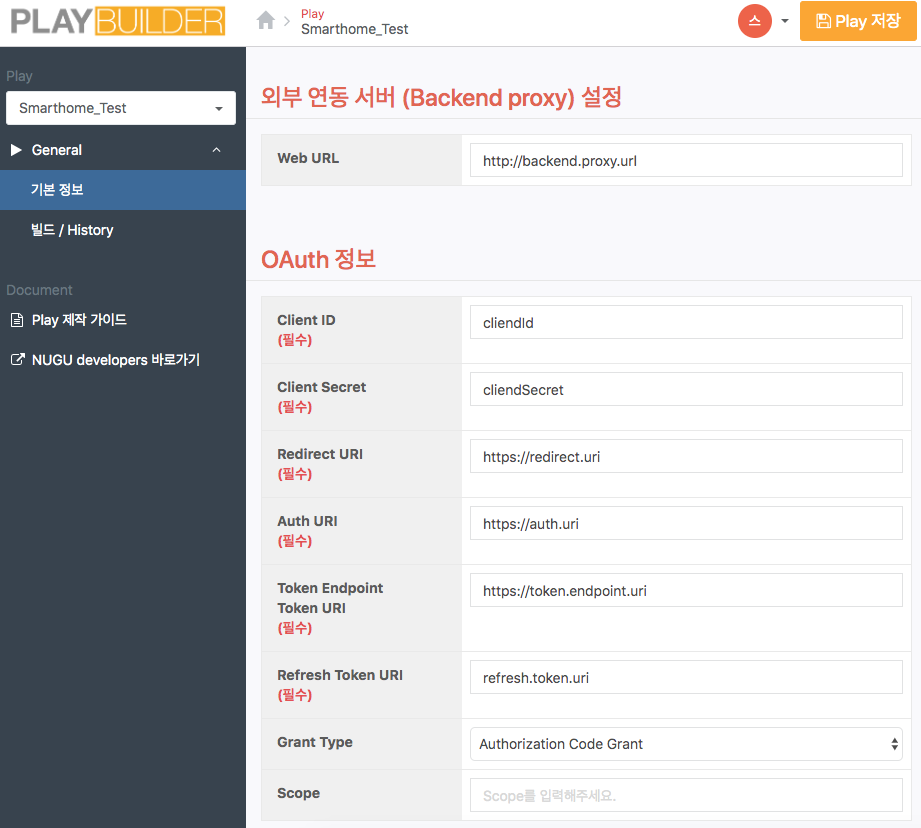 PLAYBUILDER
Play
Smarthome_Test
스
Play 저장
Play
Smarthome_Test
General
기본 정보
빌드 / History
Document
Play 제작 가이드
NUGU developers 바로가기
외부 연동 서버 (Backend proxy) 설정
Web URL
http://backend.proxy.url
OAuth 정보
Client ID
(필수)
cliendId
Client Secret
(필수)
cliendSecret
Redirect URI
(필수)
https://redirect.uri
Auth URI
(필수)
https://auth.uri
Token Endpoint
Token URI
(필수)
https://token.endpoint.uri
Refresh Token URI
(필수)
refresh.token.uri
Grant Type
Authorization Code Grant
Scope
Scope를 입력해주세요.